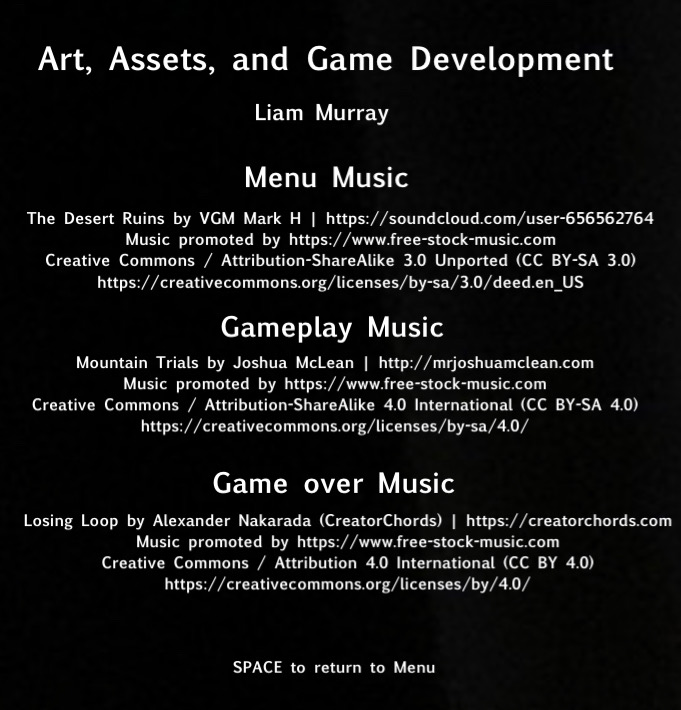 Art, Assets, and Game Development
Liam Murray
Menu Music
The Desert Ruins by VGM Mark H | https://soundcloud.com/user-656562764
Music promoted by https://www.free-stock-music.com
Creative Commons / Attribution-ShareAlike 3.0 Unported (CC BY-SA 3.0)
https://creativecommons.org/licenses/by-sa/3.0/deed.en_US
Gameplay Music
Mountain Trials by Joshua McLean | http://mrjoshuamclean.com
Music promoted by https://www.free-stock-music.com
Creative Commons / Attribution-ShareAlike 4.0 International (CC BY-SA 4.0)
https://creativecommons.org/licenses/by-sa/4.0/
Game over Music
Losing Loop by Alexander Nakarada (CreatorChords) | https://creatorchords.com
Music promoted by https://www.free-stock-music.com
Creative Commons / Attribution 4.0 International (CC BY 4.0)
https://creativecommons.org/licenses/by/4.0/
SPACE to return to Menu